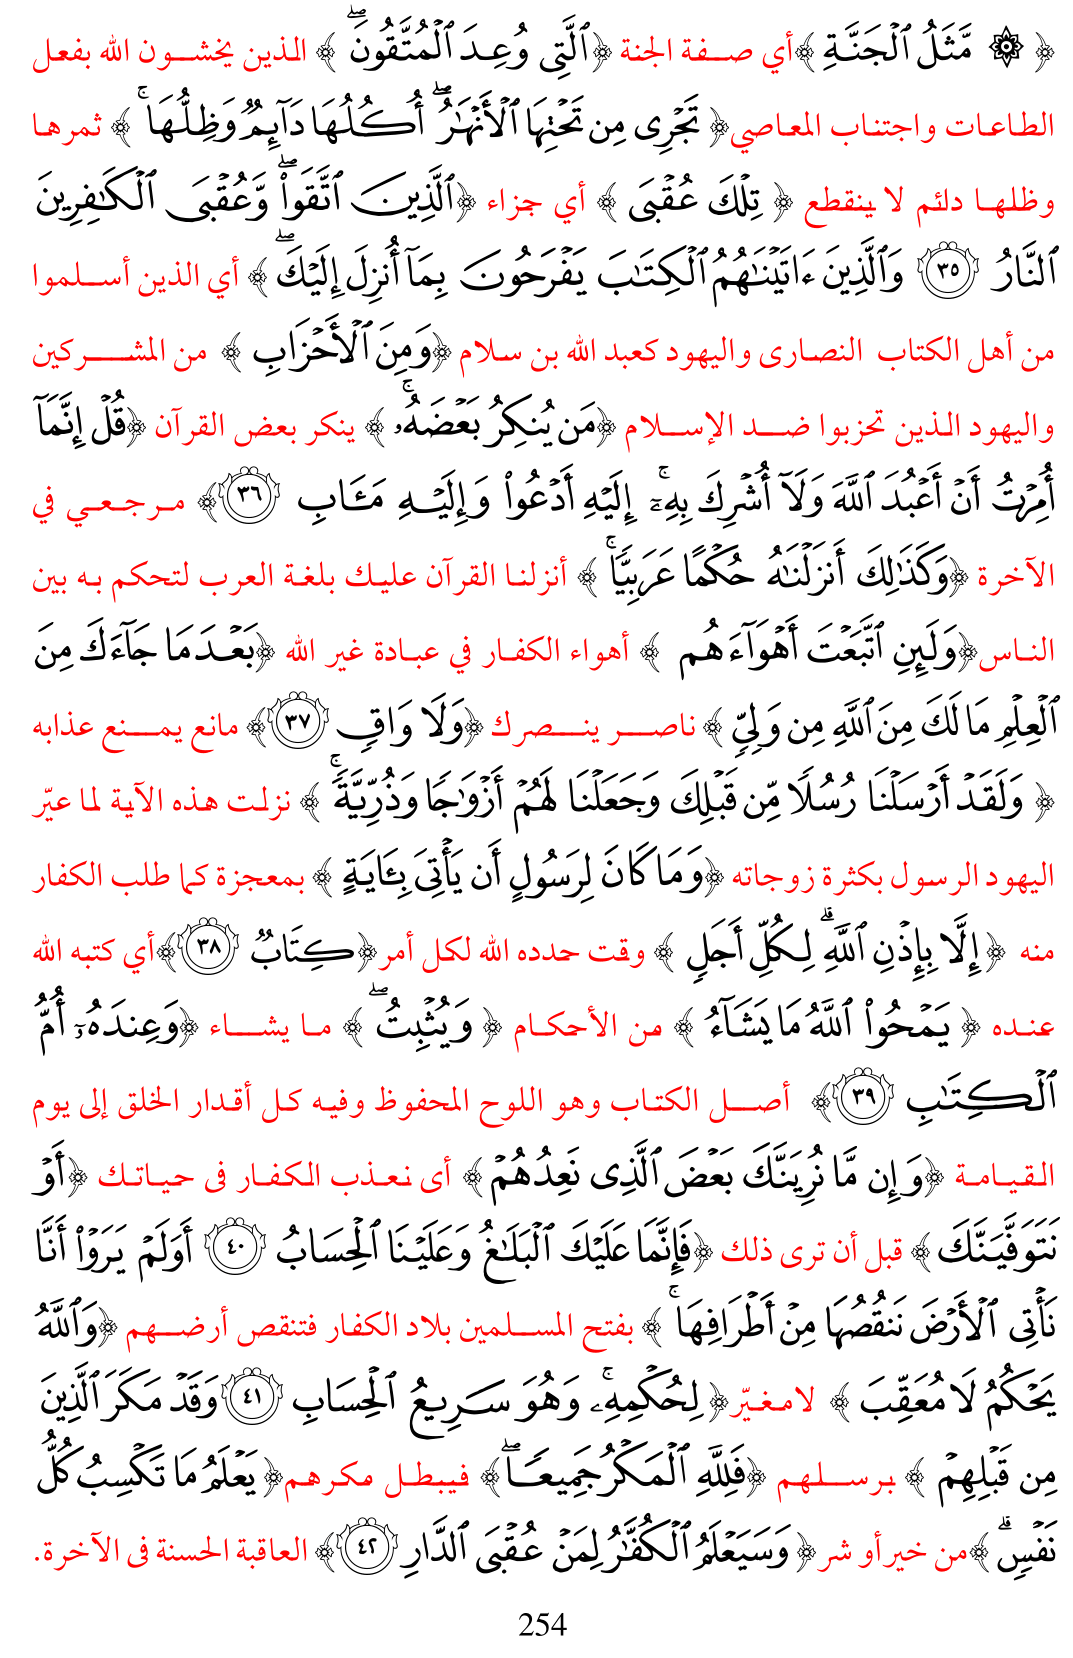 ﴿ ۞ مَّثَلُ ٱلْجَنَّةِ ﴾أي صفة الجنة ﴿ٱلَّتِى وُعِدَ ٱلْمُتَّقُونَ ۖ ﴾ الذين يخشون الله بفعل
الطاعات واجتناب المعاصي﴿ تَجْرِى مِن تَحْتِهَا ٱلْأَنْهَٰرُ ۖ أُكُلُهَا دَآئِمٌ وَظِلُّهَا ۚ ﴾ ثمرها
وظلها دائم لا ينقطع ﴿ تِلْكَ عُقْبَى ﴾ أي جزاء ﴿ٱلَّذِينَ ٱتَّقَوا۟ ۖ وَّعُقْبَى ٱلْكَٰفِرِينَ
ٱلنَّارُ ٣٥ وَٱلَّذِينَ ءَاتَيْنَٰهُمُ ٱلْكِتَٰبَ يَفْرَحُونَ بِمَآ أُنزِلَ إِلَيْكَ ۖ ﴾ أي الذين أسلموا
من أهل الكتاب النصارى واليهود كعبد الله بن سلام ﴿وَمِنَ ٱلْأَحْزَابِ ﴾ من المشركين
واليهود الذين تحزبوا ضد الإسلام ﴿مَن يُنكِرُ بَعْضَهُۥ ۚ ﴾ ينكر بعض القرآن ﴿قُلْ إِنَّمَآ
أُمِرْتُ أَنْ أَعْبُدَ ٱللَّهَ وَلَآ أُشْرِكَ بِهِۦٓ ۚ إِلَيْهِ أَدْعُوا۟ وَإِلَيْهِ مَـَٔابِ ٣٦﴾ مرجعي في
الآخرة ﴿وَكَذَٰلِكَ أَنزَلْنَٰهُ حُكْمًا عَرَبِيًّا ۚ ﴾ أنزلنا القرآن عليك بلغة العرب لتحكم به بين
الناس﴿وَلَئِنِ ٱتَّبَعْتَ أَهْوَآءَهُم ﴾ أهواء الكفار في عبادة غير الله ﴿بَعْدَ مَا جَآءَكَ مِنَ
ٱلْعِلْمِ مَا لَكَ مِنَ ٱللَّهِ مِن وَلِىٍّ ﴾ ناصر ينصرك ﴿وَلَا وَاقٍ ٣٧﴾ مانع يمنع عذابه
﴿ وَلَقَدْ أَرْسَلْنَا رُسُلًا مِّن قَبْلِكَ وَجَعَلْنَا لَهُمْ أَزْوَٰجًا وَذُرِّيَّةً ۚ ﴾ نزلت هذه الآية لما عيّر
اليهود الرسول بكثرة زوجاته ﴿وَمَا كَانَ لِرَسُولٍ أَن يَأْتِىَ بِـَٔايَةٍ ﴾ بمعجزة كما طلب الكفار
منه ﴿إِلَّا بِإِذْنِ ٱللَّهِ ۗ لِكُلِّ أَجَلٍ ﴾ وقت حدده الله لكل أمر﴿كِتَابٌ ٣٨﴾أي كتبه الله
عنده ﴿ يَمْحُوا۟ ٱللَّهُ مَا يَشَآءُ ﴾ من الأحكام ﴿ وَيُثْبِتُ ۖ ﴾ ما يشاء ﴿وَعِندَهُۥٓ أُمُّ
ٱلْكِتَٰبِ ٣٩﴾ أصل الكتاب وهو اللوح المحفوظ وفيه كل أقدار الخلق إلى يوم
القيامة ﴿وَإِن مَّا نُرِيَنَّكَ بَعْضَ ٱلَّذِى نَعِدُهُمْ ﴾ أى نعذب الكفار فى حياتك ﴿أَوْ
نَتَوَفَّيَنَّكَ ﴾ قبل أن ترى ذلك ﴿فَإِنَّمَا عَلَيْكَ ٱلْبَلَٰغُ وَعَلَيْنَا ٱلْحِسَابُ ٤٠ أَوَلَمْ يَرَوْا۟ أَنَّا
نَأْتِى ٱلْأَرْضَ نَنقُصُهَا مِنْ أَطْرَافِهَا ۚ ﴾ بفتح المسلمين بلاد الكفار فتنقص أرضهم ﴿وَٱللَّهُ
يَحْكُمُ لَا مُعَقِّبَ ﴾ لامغيّر﴿ لِحُكْمِهِۦ ۚ وَهُوَ سَرِيعُ ٱلْحِسَابِ ٤١ وَقَدْ مَكَرَ ٱلَّذِينَ
مِن قَبْلِهِمْ ﴾ برسلهم ﴿فَلِلَّهِ ٱلْمَكْرُ جَمِيعًا ۖ﴾ فيبطل مكرهم﴿ يَعْلَمُ مَا تَكْسِبُ كُلُّ
نَفْسٍ ۗ ﴾من خير أو شر﴿ وَسَيَعْلَمُ ٱلْكُفَّٰرُ لِمَنْ عُقْبَى ٱلدَّارِ ٤٢﴾ العاقبة الحسنة فى الآخرة.
254